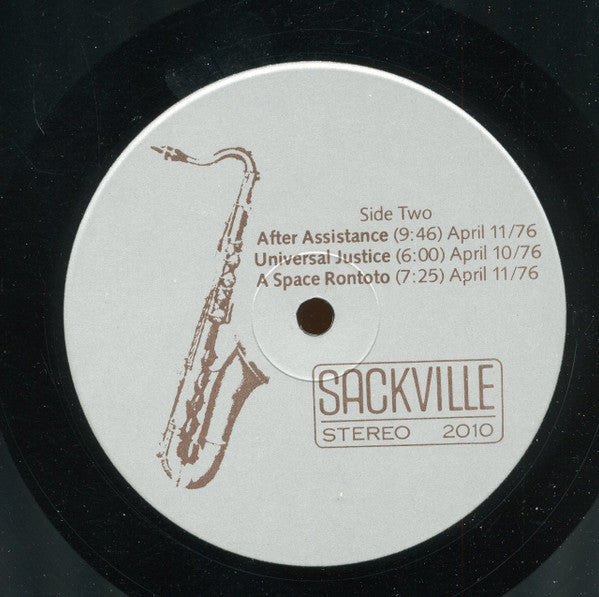 Side Two
After Assistance (9:46) April 11/76
Universal Justice (6:00) April 10/76
A Space Rontoto (7:25) April 11/76
SACKVILLE
STEREO 2010